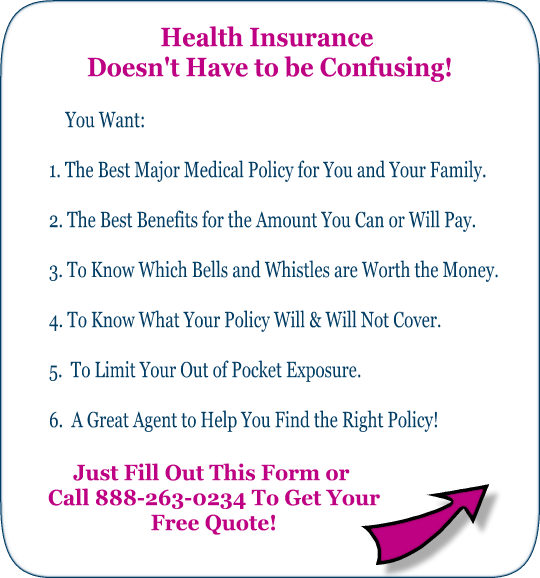 Health Insurance
Doesn't Have to be Confusing!
You Want:
1. The Best Major Medical Policy for You and Your Family.
2. The Best Benefits for the Amount You Can or Will Pay.
3. To Know Which Bells and Whistles are Worth the Money.
4. To Know What Your Policy Will & Will Not Cover.
5. To Limit Your Out of Pocket Exposure.
6. A Great Agent to Help You Find the Right Policy!
Just Fill Out This Form or
Call 888-263-0234 To Get Your
Free Quote!